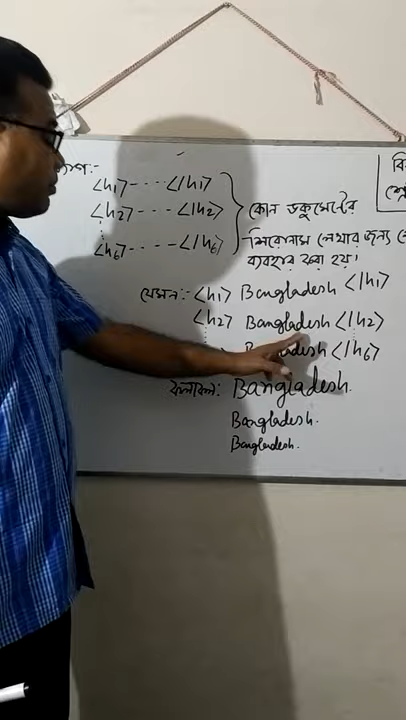 <h1> ---- </h1>
<h2> ---- </h2>
<h6> ---- </h6>
কোন ডকুমেন্টের
শিরোনাম লেখার জন্য
ব্যবহার করা হয়।
যেমন:- <h1> Bangladesh </h1>
<h2> Bangladesh </h2>
</h6>
ফলাফল: Bangladesh.
Bangladesh.
Bangladesh.